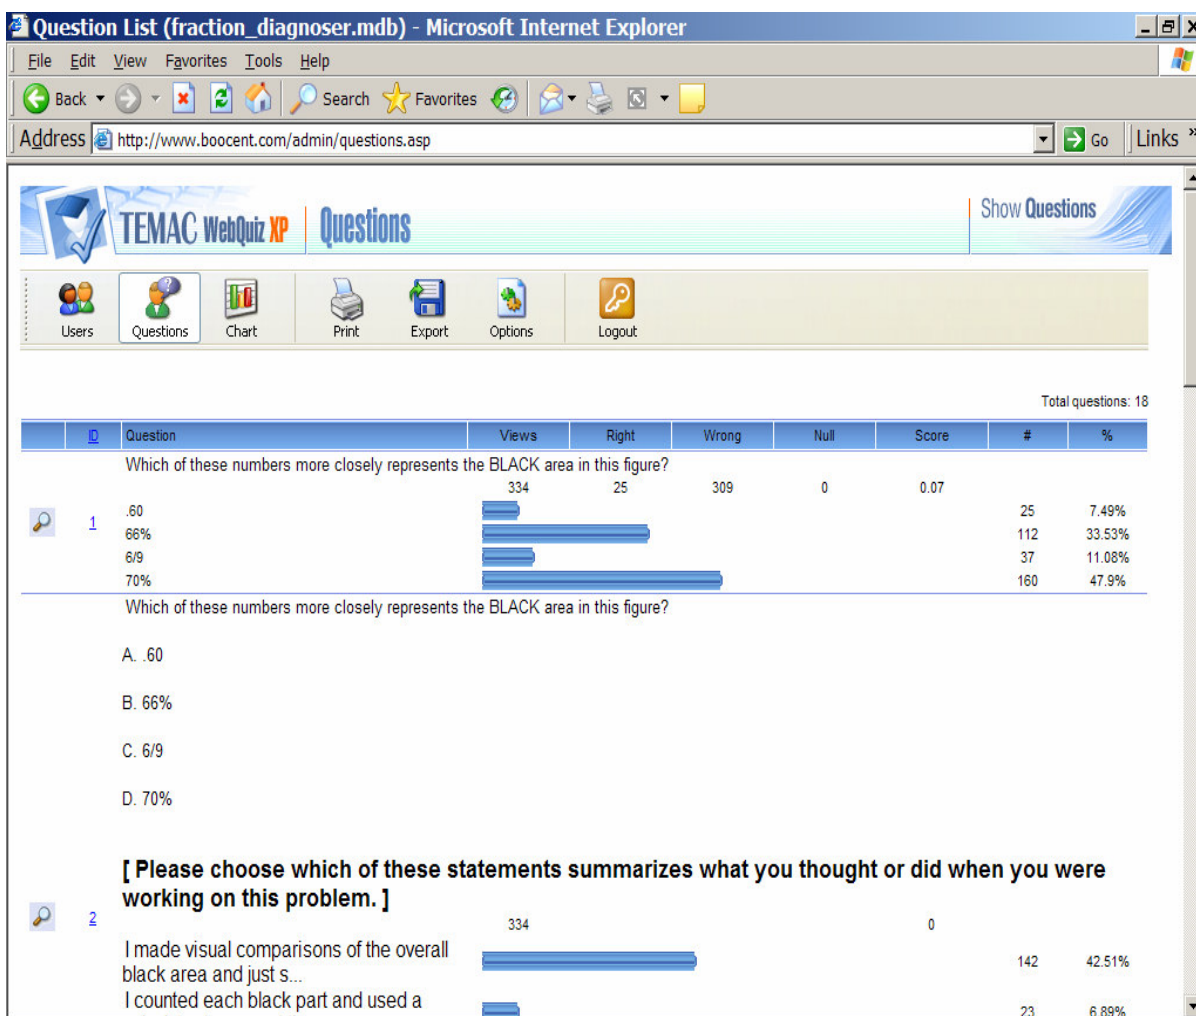 Question List (fraction_diagnoser.mdb) - Microsoft Internet Explorer
File Edit View Favorites Tools Help
Back Search Favorites
Address http://www.boocent.com/admin/questions.asp Go Links »
TEMAC WebQuiz XP Questions Show Questions
Users Questions Chart Print Export Options Logout
Total questions: 18
ID Question Views Right Wrong Null Score # %
Which of these numbers more closely represents the BLACK area in this figure?
334 25 309 0 0.07
1
.60 25 7.49%
66% 112 33.53%
6/9 37 11.08%
70% 160 47.9%
Which of these numbers more closely represents the BLACK area in this figure?
A. .60
B. 66%
C. 6/9
D. 70%
[ Please choose which of these statements summarizes what you thought or did when you were
working on this problem. ]
2 334 0
I made visual comparisons of the overall
black area and just s... 142 42.51%
I counted each black part and used a
23 6.89%